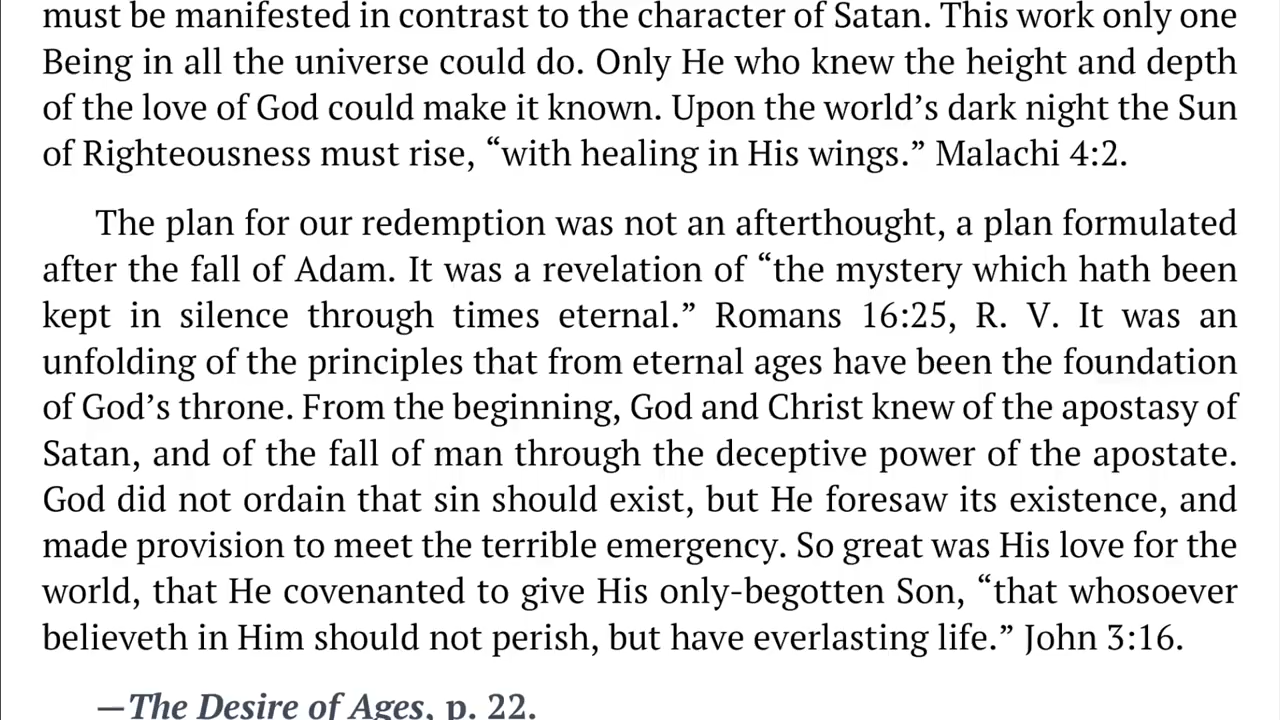 must be manifested in contrast to the character of Satan. This work only one
Being in all the universe could do. Only He who knew the height and depth
of the love of God could make it known. Upon the world’s dark night the Sun
of Righteousness must rise, “with healing in His wings.” Malachi 4:2.
The plan for our redemption was not an afterthought, a plan formulated
after the fall of Adam. It was a revelation of “the mystery which hath been
kept in silence through times eternal.” Romans 16:25, R. V. It was an
unfolding of the principles that from eternal ages have been the foundation
of God’s throne. From the beginning, God and Christ knew of the apostasy of
Satan, and of the fall of man through the deceptive power of the apostate.
God did not ordain that sin should exist, but He foresaw its existence, and
made provision to meet the terrible emergency. So great was His love for the
world, that He covenanted to give His only-begotten Son, “that whosoever
believeth in Him should not perish, but have everlasting life.” John 3:16.
—The Desire of Ages, p. 22.